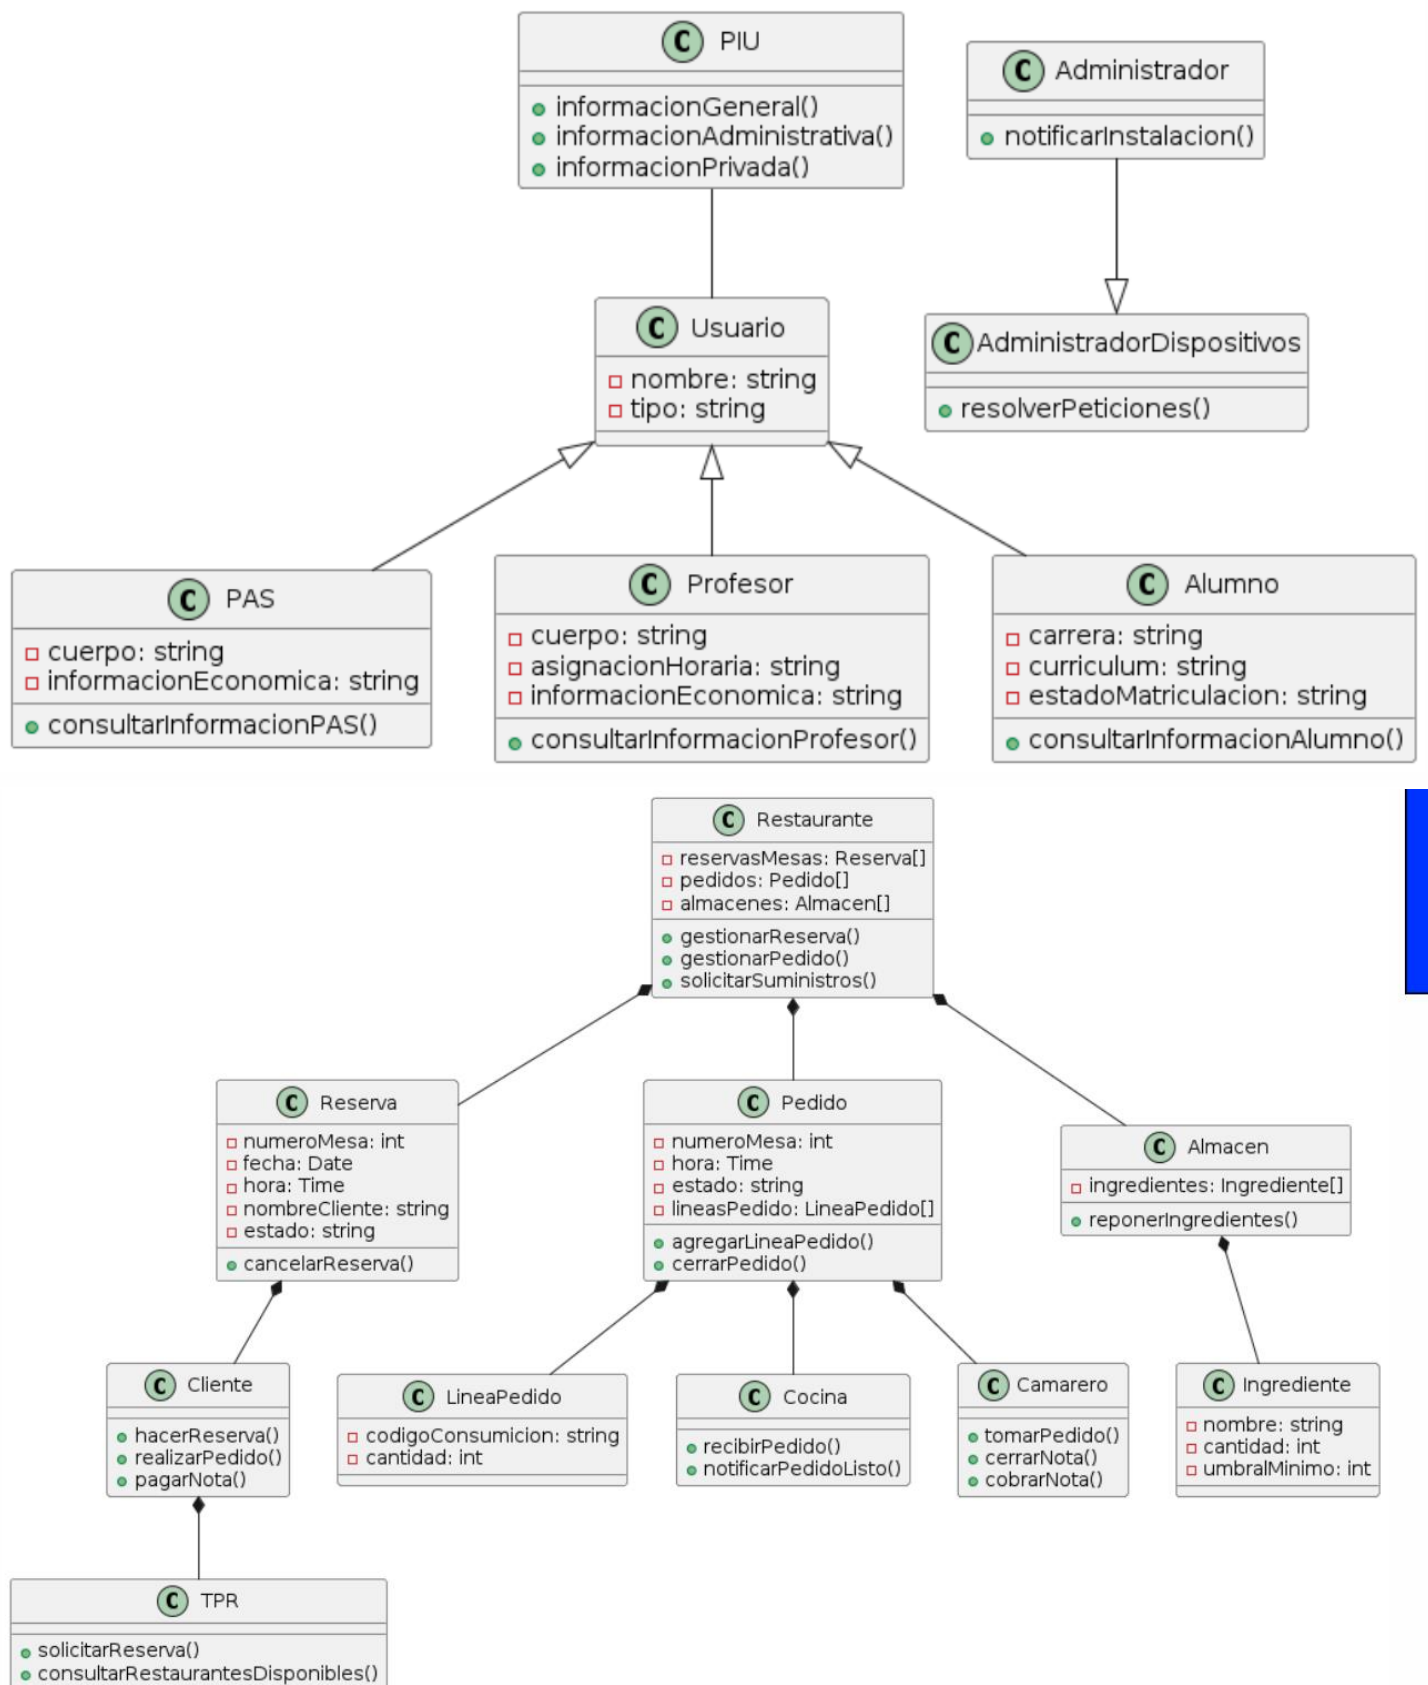 C PIU
informacionGeneral()
informacionAdministrativa()
informacionPrivada()
C Administrador
notificarInstalacion()
C Usuario
nombre: string
tipo: string
C AdministradorDispositivos
resolverPeticiones()
C PAS
cuerpo: string
informacionEconomica: string
consultarInformacionPAS()
C Profesor
cuerpo: string
asignacionHoraria: string
informacionEconomica: string
consultarInformacionProfesor()
C Alumno
carrera: string
curriculum: string
estadoMatriculacion: string
consultarInformacionAlumno()
C Restaurante
reservasMesas: Reserva[]
pedidos: Pedido[]
almacenes: Almacen[]
gestionarReserva()
gestionarPedido()
solicitarSuministros()
C Reserva
numeroMesa: int
fecha: Date
hora: Time
nombreCliente: string
estado: string
cancelarReserva()
C Pedido
numeroMesa: int
hora: Time
estado: string
lineasPedido: LineaPedido[]
agregarLineaPedido()
cerrarPedido()
C Almacen
ingredientes: Ingrediente[]
reponerIngredientes()
C Cliente
hacerReserva()
realizarPedido()
pagarNota()
C LineaPedido
codigoConsumicion: string
cantidad: int
C Cocina
recibirPedido()
notificarPedidoListo()
C Camarero
tomarPedido()
cerrarNota()
cobrarNota()
C Ingrediente
nombre: string
cantidad: int
umbralMinimo: int
C TPR
solicitarReserva()
consultarRestaurantesDisponibles()